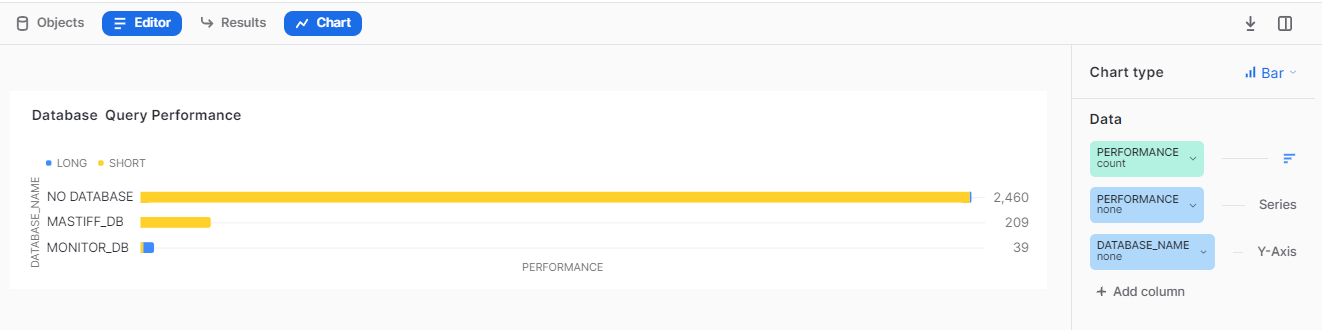 Objects Editor Results Chart
Chart type Bar
Database Query Performance
Data
LONG SHORT
DATABASE_NAME
NO DATABASE 2,460
MASTIFF_DB 209
MONITOR_DB 39
PERFORMANCE
PERFORMANCE
count
PERFORMANCE
none
Series
DATABASE_NAME
none
Y-Axis
+ Add column